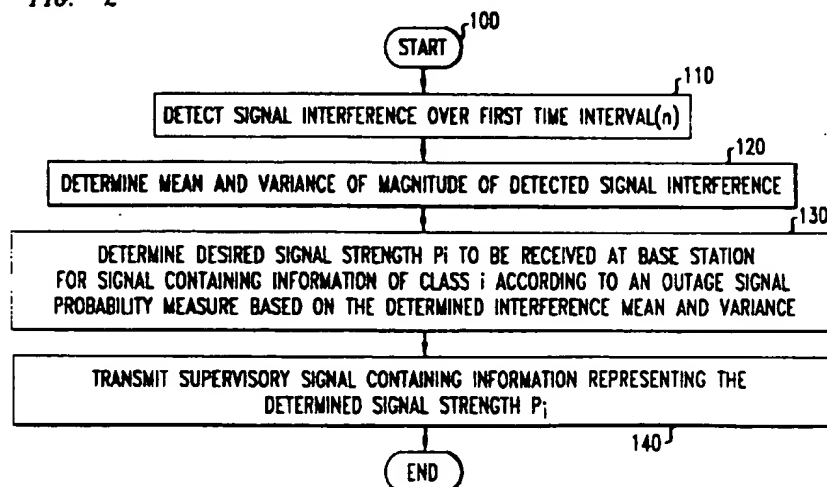 FIG. 2
100
START
110
DETECT SIGNAL INTERFERENCE OVER FIRST TIME INTERVAL(n)
120
DETERMINE MEAN AND VARIANCE OF MAGNITUDE OF DETECTED SIGNAL INTERFERENCE
130
DETERMINE DESIRED SIGNAL STRENGTH Pi TO BE RECEIVED AT BASE STATION
FOR SIGNAL CONTAINING INFORMATION OF CLASS i ACCORDING TO AN OUTAGE SIGNAL
PROBABILITY MEASURE BASED ON THE DETERMINED INTERFERENCE MEAN AND VARIANCE
TRANSMIT SUPERVISORY SIGNAL CONTAINING INFORMATION REPRESENTING THE
DETERMINED SIGNAL STRENGTH Pi
140
END